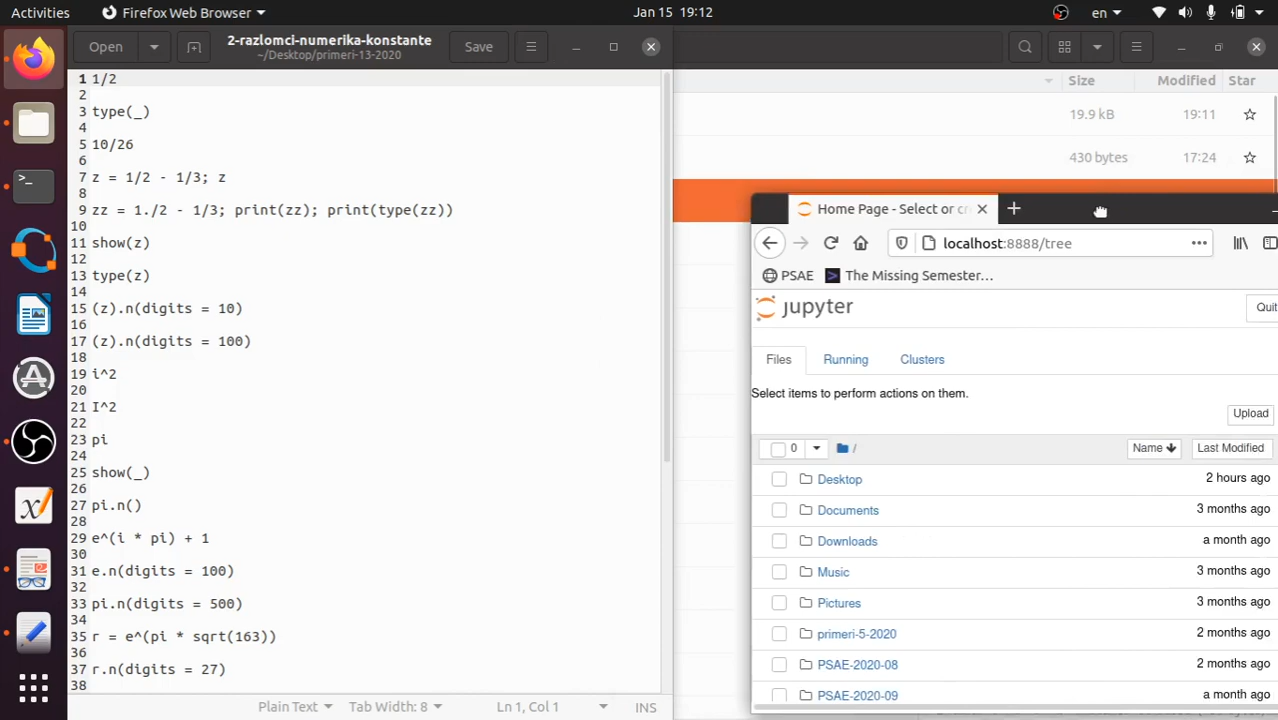 Activities
Firefox Web Browser
Jan 15 19:12
en
Open
2-razlomci-numerika-konstante
~/Desktop/primeri-13-2020
Save
1 1/2
2
3 type(_)
4
5 10/26
6
7 z = 1/2 - 1/3; z
8
9 zz = 1./2 - 1/3; print(zz); print(type(zz))
10
11 show(z)
12
13 type(z)
14
15 (z).n(digits = 10)
16
17 (z).n(digits = 100)
18
19 i^2
20
21 I^2
22
23 pi
24
25 show(_)
26
27 pi.n()
28
29 e^(i * pi) + 1
30
31 e.n(digits = 100)
32
33 pi.n(digits = 500)
34
35 r = e^(pi * sqrt(163))
36
37 r.n(digits = 27)
38
Plain Text
Tab Width: 8
Ln 1, Col 1
INS
Size
Modified
Star
19.9 kB
19:11
430 bytes
17:24
Home Page - Select or cr
localhost:8888/tree
PSAE
The Missing Semester…
jupyter
Quit
Files
Running
Clusters
Select items to perform actions on them.
Upload
0
/
Name
Last Modified
Desktop
2 hours ago
Documents
3 months ago
Downloads
a month ago
Music
3 months ago
Pictures
3 months ago
primeri-5-2020
2 months ago
PSAE-2020-08
2 months ago
PSAE-2020-09
a month ago